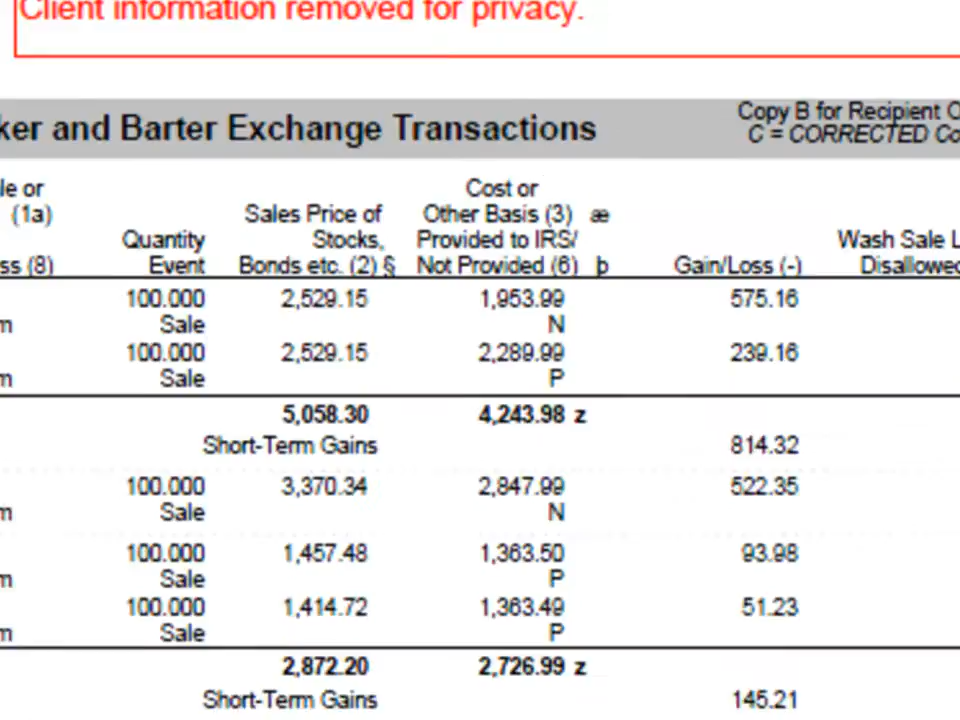 Client information removed for privacy.
ker and Barter Exchange Transactions
Copy B for Recipient O
C = CORRECTED Co
le or
(1a)
ss (8)
Quantity
Event
Sales Price of
Stocks,
Bonds etc. (2) §
Cost or
Other Basis (3) æ
Provided to IRS/
Not Provided (6) þ
Gain/Loss (-)
Wash Sale L
Disallowed
100.000 2,529.15 1,953.99 575.16
m Sale N
100.000 2,529.15 2,289.99 239.16
m Sale P
5,058.30 4,243.98 z
Short-Term Gains 814.32
100.000 3,370.34 2,847.99 522.35
m Sale N
100.000 1,457.48 1,363.50 93.98
m Sale P
100.000 1,414.72 1,363.49 51.23
m Sale P
2,872.20 2,726.99 z
Short-Term Gains 145.21